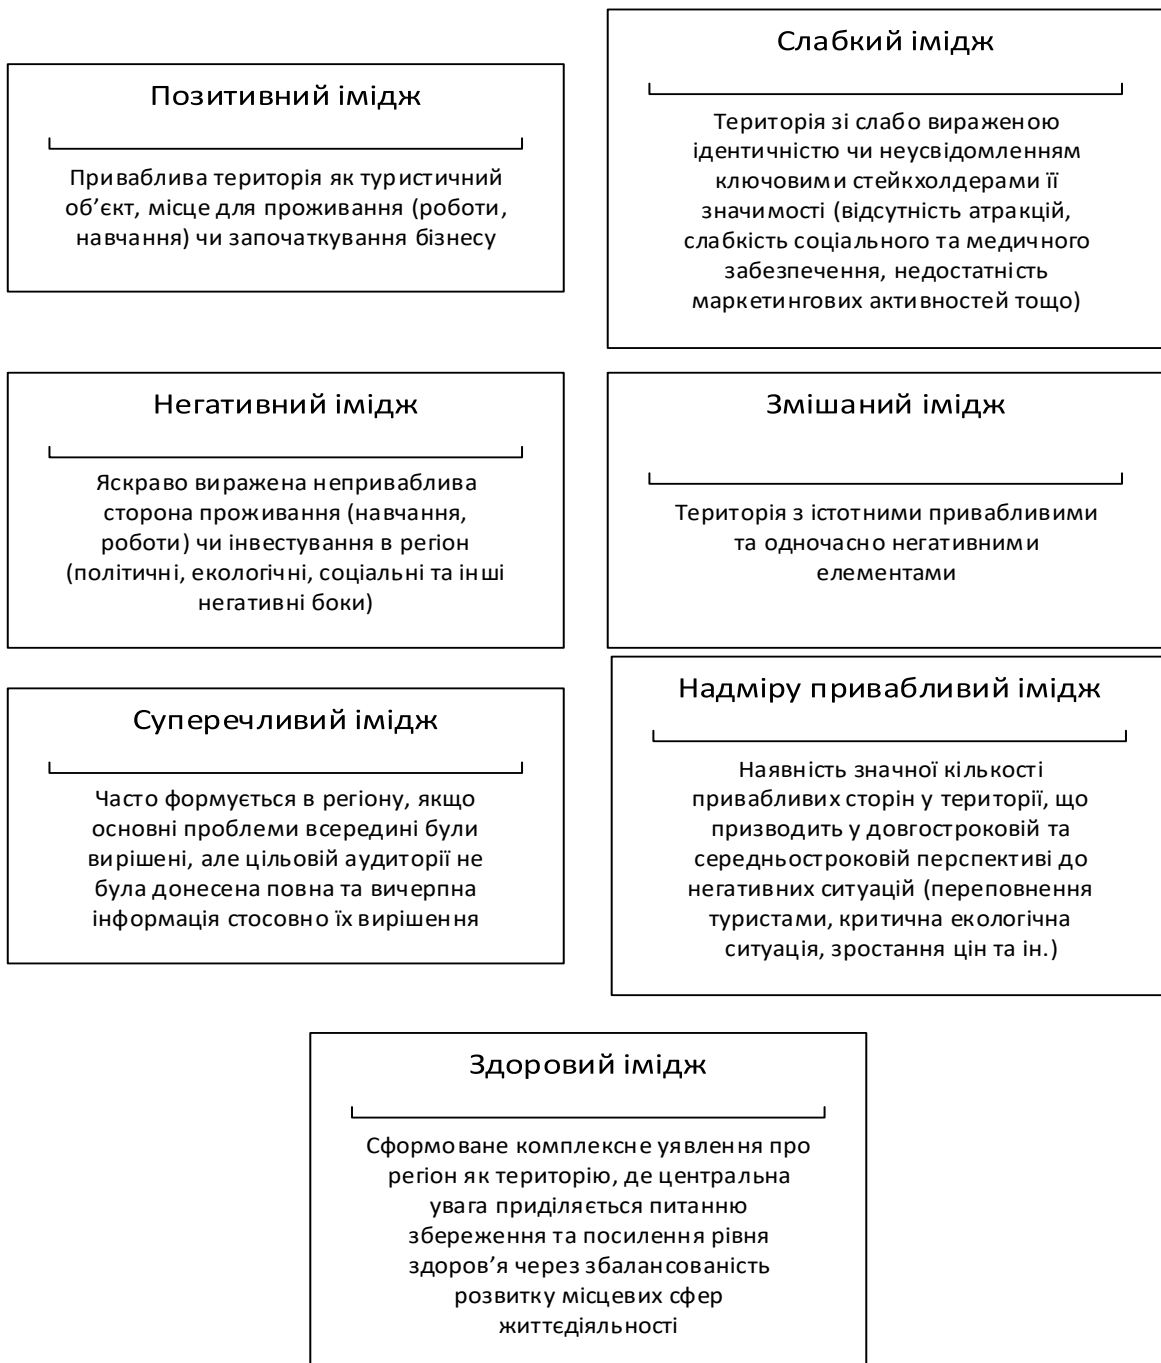 Позитивний імідж
Приваблива територія як туристичний
об’єкт, місце для проживання (роботи,
навчання) чи започаткування бізнесу
Слабкий імідж
Територія зі слабо вираженою
ідентичністю чи неусвідомленням
ключовими стейкхолдерами її
значимості (відсутність атракцій,
слабкість соціального та медичного
забезпечення, недостатність
маркетингових активностей тощо)
Негативний імідж
Яскраво виражена неприваблива
сторона проживання (навчання,
роботи) чи інвестування в регіон
(політичні, екологічні, соціальні та інші
негативні боки)
Змішаний імідж
Територія з істотними привабливими
та одночасно негативними
елементами
Суперечливий імідж
Часто формується в регіону, якщо
основні проблеми всередині були
вирішені, але цільовій аудиторії не
була донесена повна та вичерпна
інформація стосовно їх вирішення
Надміру привабливий імідж
Наявність значної кількості
привабливих сторін у території, що
призводить у довгостроковій та
середньостроковій перспективі до
негативних ситуацій (переповнення
туристами, критична екологічна
ситуація, зростання цін та ін.)
Здоровий імідж
Сформоване комплексне уявлення про
регіон як територію, де центральна
увага приділяється питанню
збереження та посилення рівня
здоров’я через збалансованість
розвитку місцевих сфер
життєдіяльності